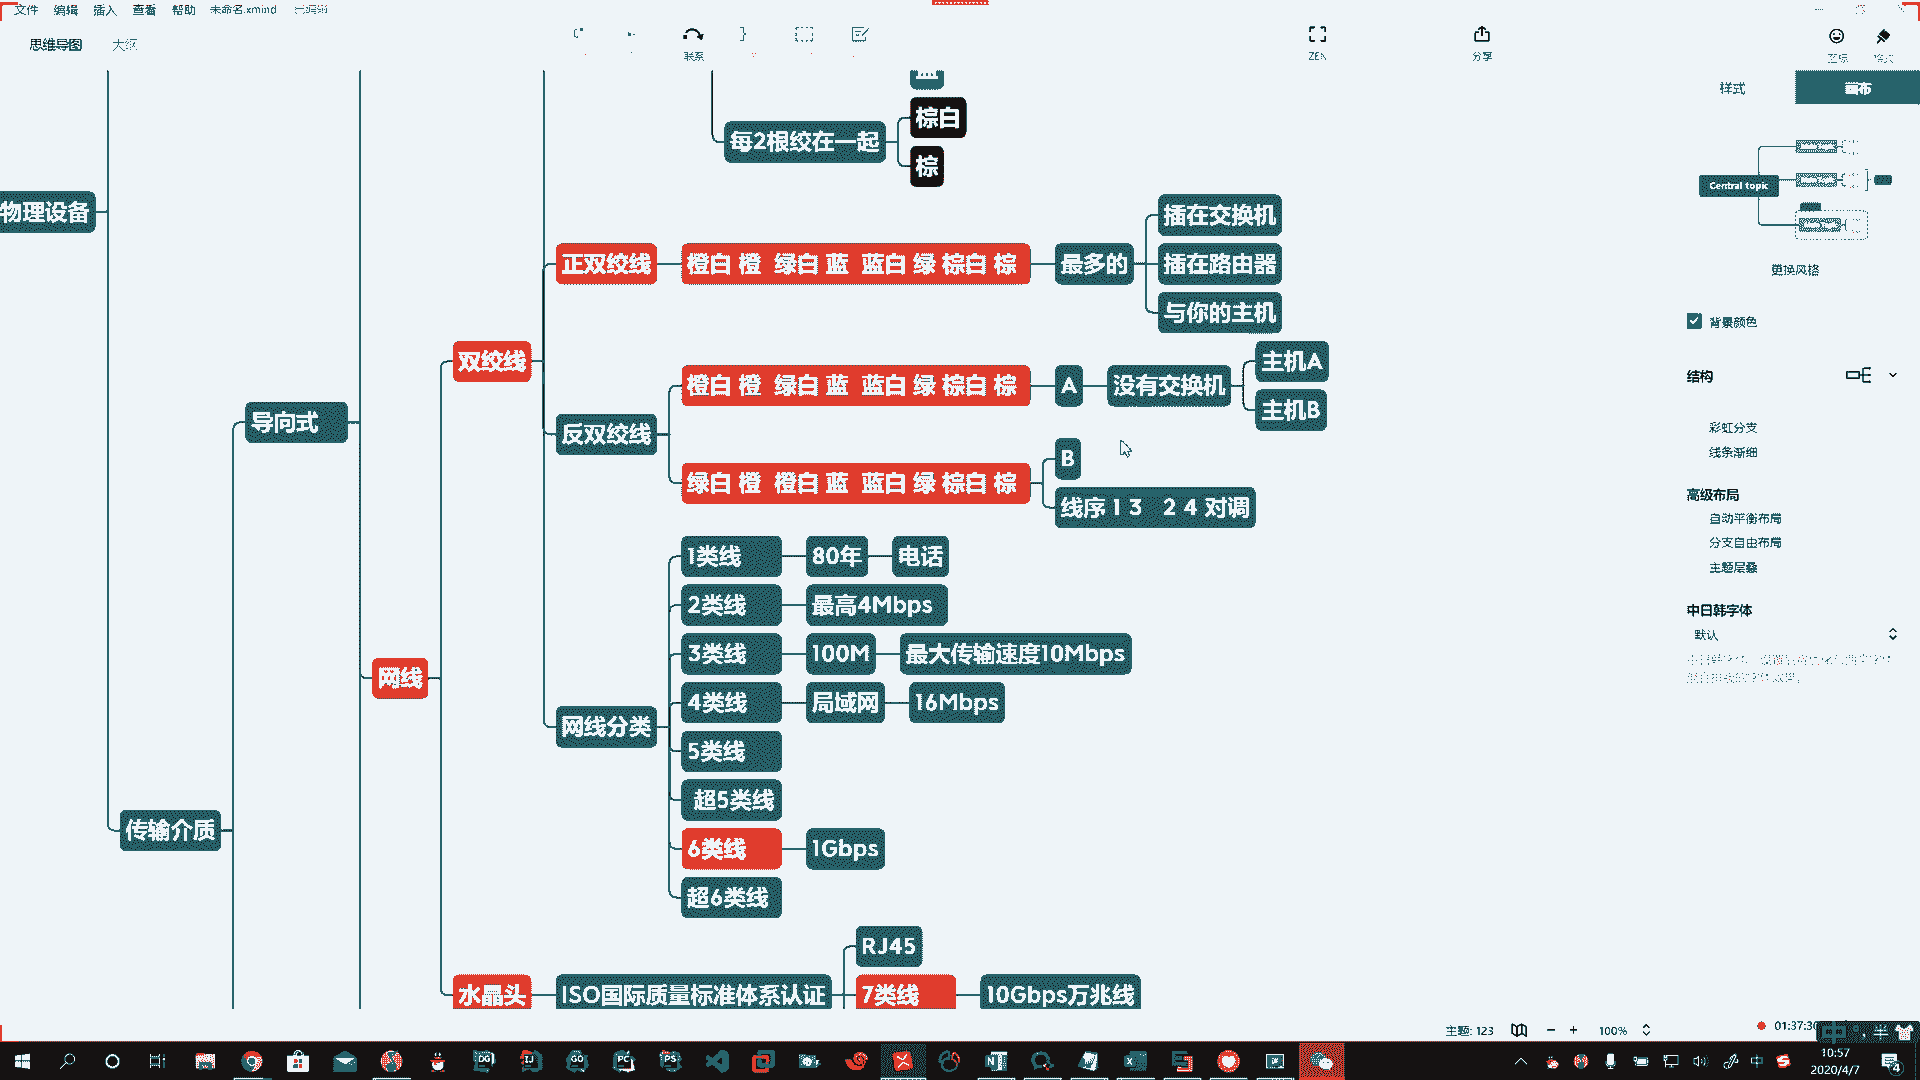 文件 编辑 插入 查看 帮助 未命名.xmind 已编辑
思维导图 大纲
联系
ZEN
分享
图标 格式
样式 画布
棕白
每2根绞在一起
棕
物理设备
插在交换机
正双绞线 橙白 橙 绿白 蓝 蓝白 绿 棕白 棕 最多的 插在路由器
与你的主机
双绞线
主机A
橙白 橙 绿白 蓝 蓝白 绿 棕白 棕 A 没有交换机
主机B
导向式
反双绞线
B
绿白 橙 橙白 蓝 蓝白 绿 棕白 棕
线序 1 3 2 4 对调
1类线 80年 电话
2类线 最高4Mbps
3类线 100M 最大传输速度10Mbps
网线
4类线 局域网 16Mbps
网线分类
5类线
超5类线
传输介质
6类线 1Gbps
超6类线
RJ45
水晶头 ISO国际质量标准体系认证 7类线 10Gbps万兆线
Central topic
更换风格
背景颜色
结构
彩虹分支
线条渐细
高级布局
自动平衡布局
分支自由布局
主题层叠
中日韩字体
默认
主题: 123 − + 100%
01:37:30
DG IJ GO PC PS
中
10:57
2020/4/7
4